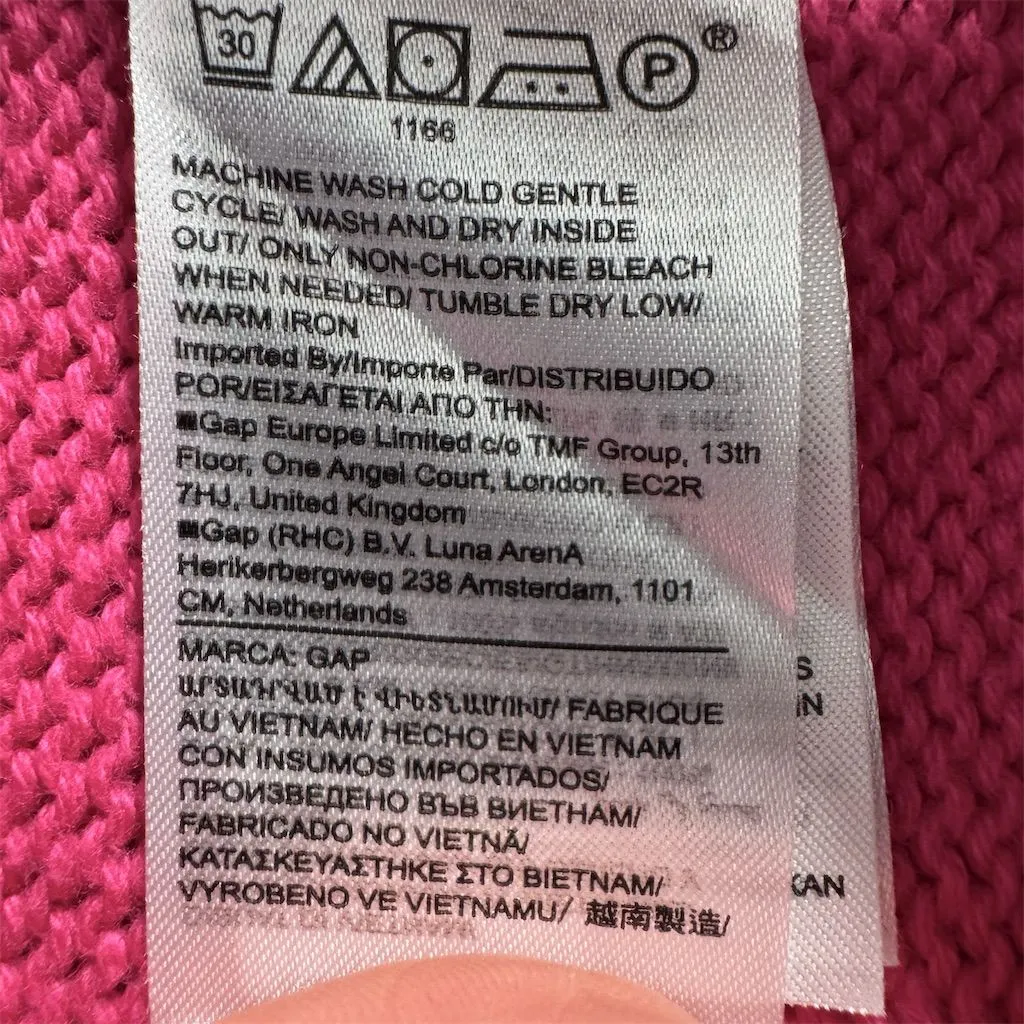 30
P®
1166
MACHINE WASH COLD GENTLE
CYCLE/ WASH AND DRY INSIDE
OUT/ ONLY NON-CHLORINE BLEACH
WHEN NEEDED/ TUMBLE DRY LOW/
WARM IRON
Imported By/Importe Par/DISTRIBUIDO
POR/ΕΙΣΑΓΕΤΑΙ ΑΠΟ ΤΗΝ:
■Gap Europe Limited c/o TMF Group, 13th
Floor, One Angel Court, London, EC2R
7HJ, United Kingdom
■Gap (RHC) B.V. Luna ArenA
Herikerbergweg 238 Amsterdam, 1101
CM, Netherlands
MARCA: GAP
ԱՐՏԱԴՐՎԱԾ Է ՎԻԵՏՆԱՄՈՒՄ/ FABRIQUE
AU VIETNAM/ HECHO EN VIETNAM
CON INSUMOS IMPORTADOS/
ПРОИЗВЕДЕНО ВЪВ ВИЕТНАМ/
FABRICADO NO VIETNÃ/
ΚΑΤΑΣΚΕΥΑΣΤΗΚΕ ΣΤΟ ΒΙΕΤΝΑΜ/
VYROBENO VE VIETNAMU/ 越南製造/